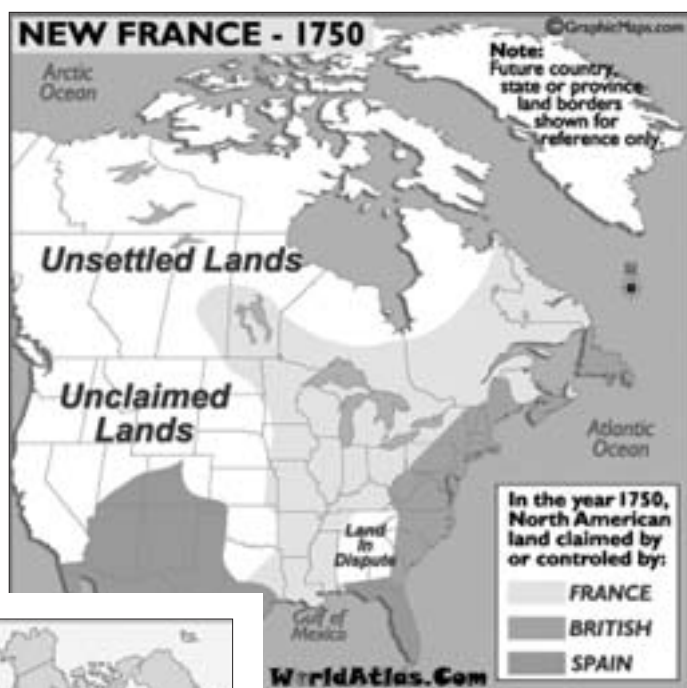 NEW FRANCE - 1750
©GraphicMaps.com
Arctic
Ocean
Note:
Future country,
state or province
land borders
shown for
reference only.
N
Unsettled Lands
Unclaimed
Lands
Atlantic
Ocean
Land
In
Dispute
Gulf of
Mexico
In the year 1750,
North American
land claimed by
or controled by:
FRANCE
BRITISH
SPAIN
WorldAtlas.Com